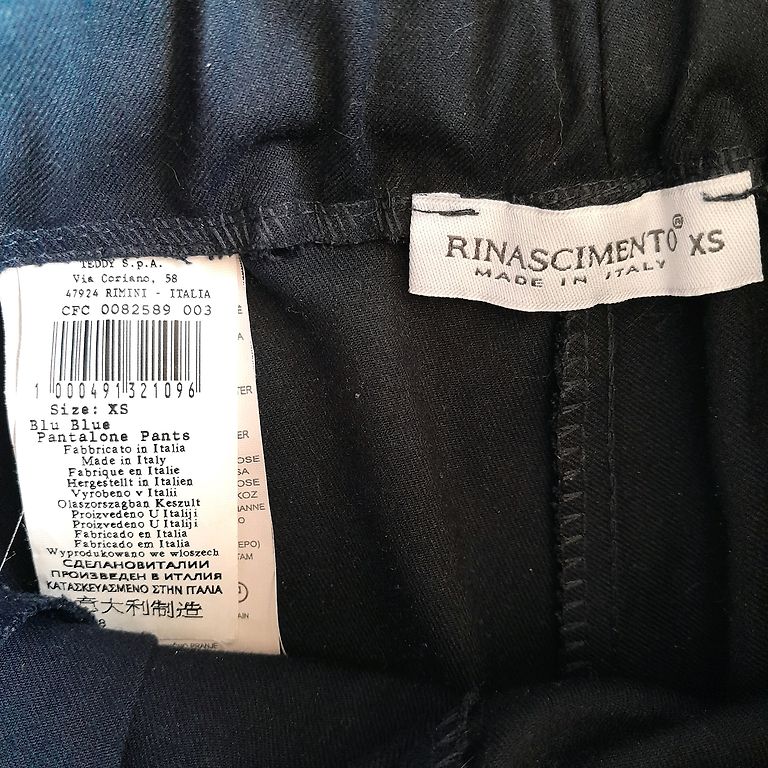 TEDDY S.p.A.
Via Coriano, 58
47924 RIMINI - ITALIA
CFC 0082589 003
1 000491 321096
Size: XS
Blu Blue
Pantalone Pants
Fabbricato in Italia
Made in Italy
Fabrique en Italie
Hergestellt in Italien
Vyrobeno v Italii
Olaszorszagban Keszult
Proizvedeno U Italiji
Proizvedeno U Italiji
Fabricado en Italia
Fabricado em Italia
Wyprodukowano we wloszech
СДЕЛАНОВИТАЛИИ
ПРОИЗВЕДЕН В ИТАЛИЯ
ΚΑΤΑΣΚΕΥΑΣΜΕΝΟ ΣΤΗΝ ΙΤΑΛΙΑ
意大利制造
RINASCIMENTO® XS
MADE IN ITALY